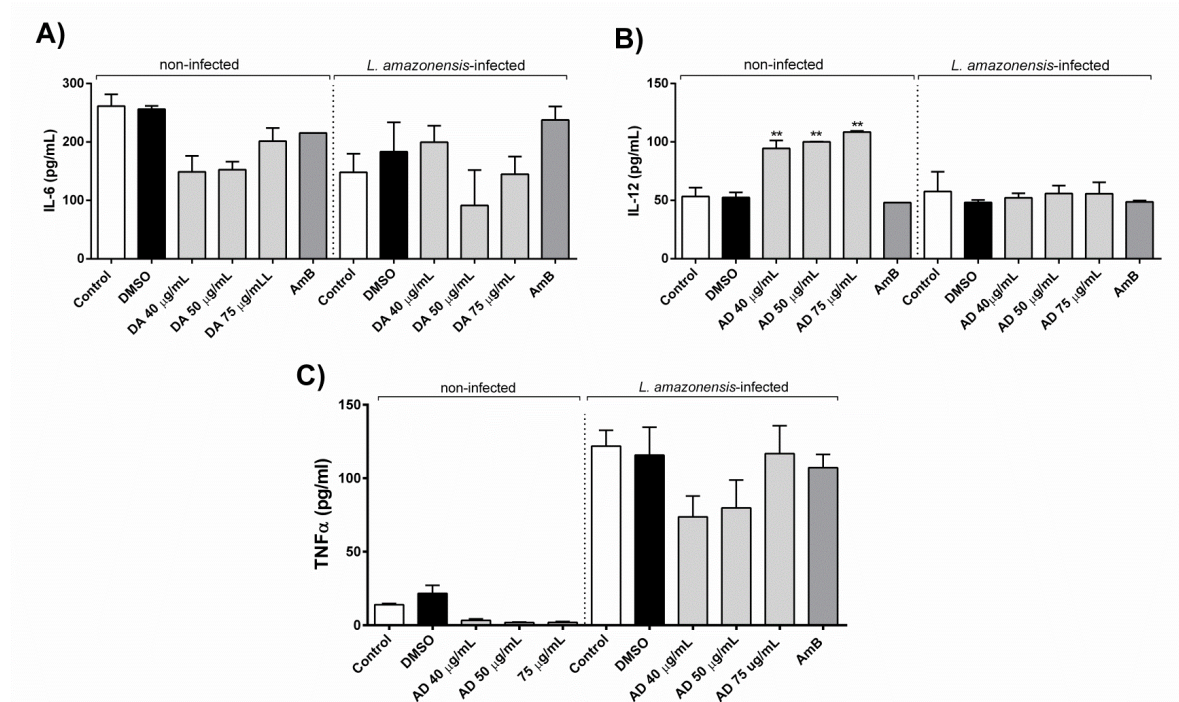 A)
non-infected
L. amazonensis-infected
300
200
100
0
IL-6 (pg/mL)
Control
DMSO
DA 40 μg/mL
DA 50 μg/mL
DA 75 μg/mLL
AmB
Control
DMSO
DA 40 μg/mL
DA 50 μg/mL
DA 75 μg/mL
AmB
B)
non-infected
L. amazonensis-infected
150
100
50
0
IL-12 (pg/mL)
**
**
**
Control
DMSO
AD 40 μg/mL
AD 50 μg/mL
AD 75 μg/mL
AmB
Control
DMSO
AD 40μg/mL
AD 50 μg/mL
AD 75 μg/mL
AmB
C)
non-infected
L. amazonensis-infected
150
100
50
0
TNFα (pg/ml)
Control
DMSO
AD 40 μg/mL
AD 50 μg/mL
75 μg/mL
Control
DMSO
AD 40 μg/mL
AD 50 μg/mL
AD 75 ug/mL
AmB